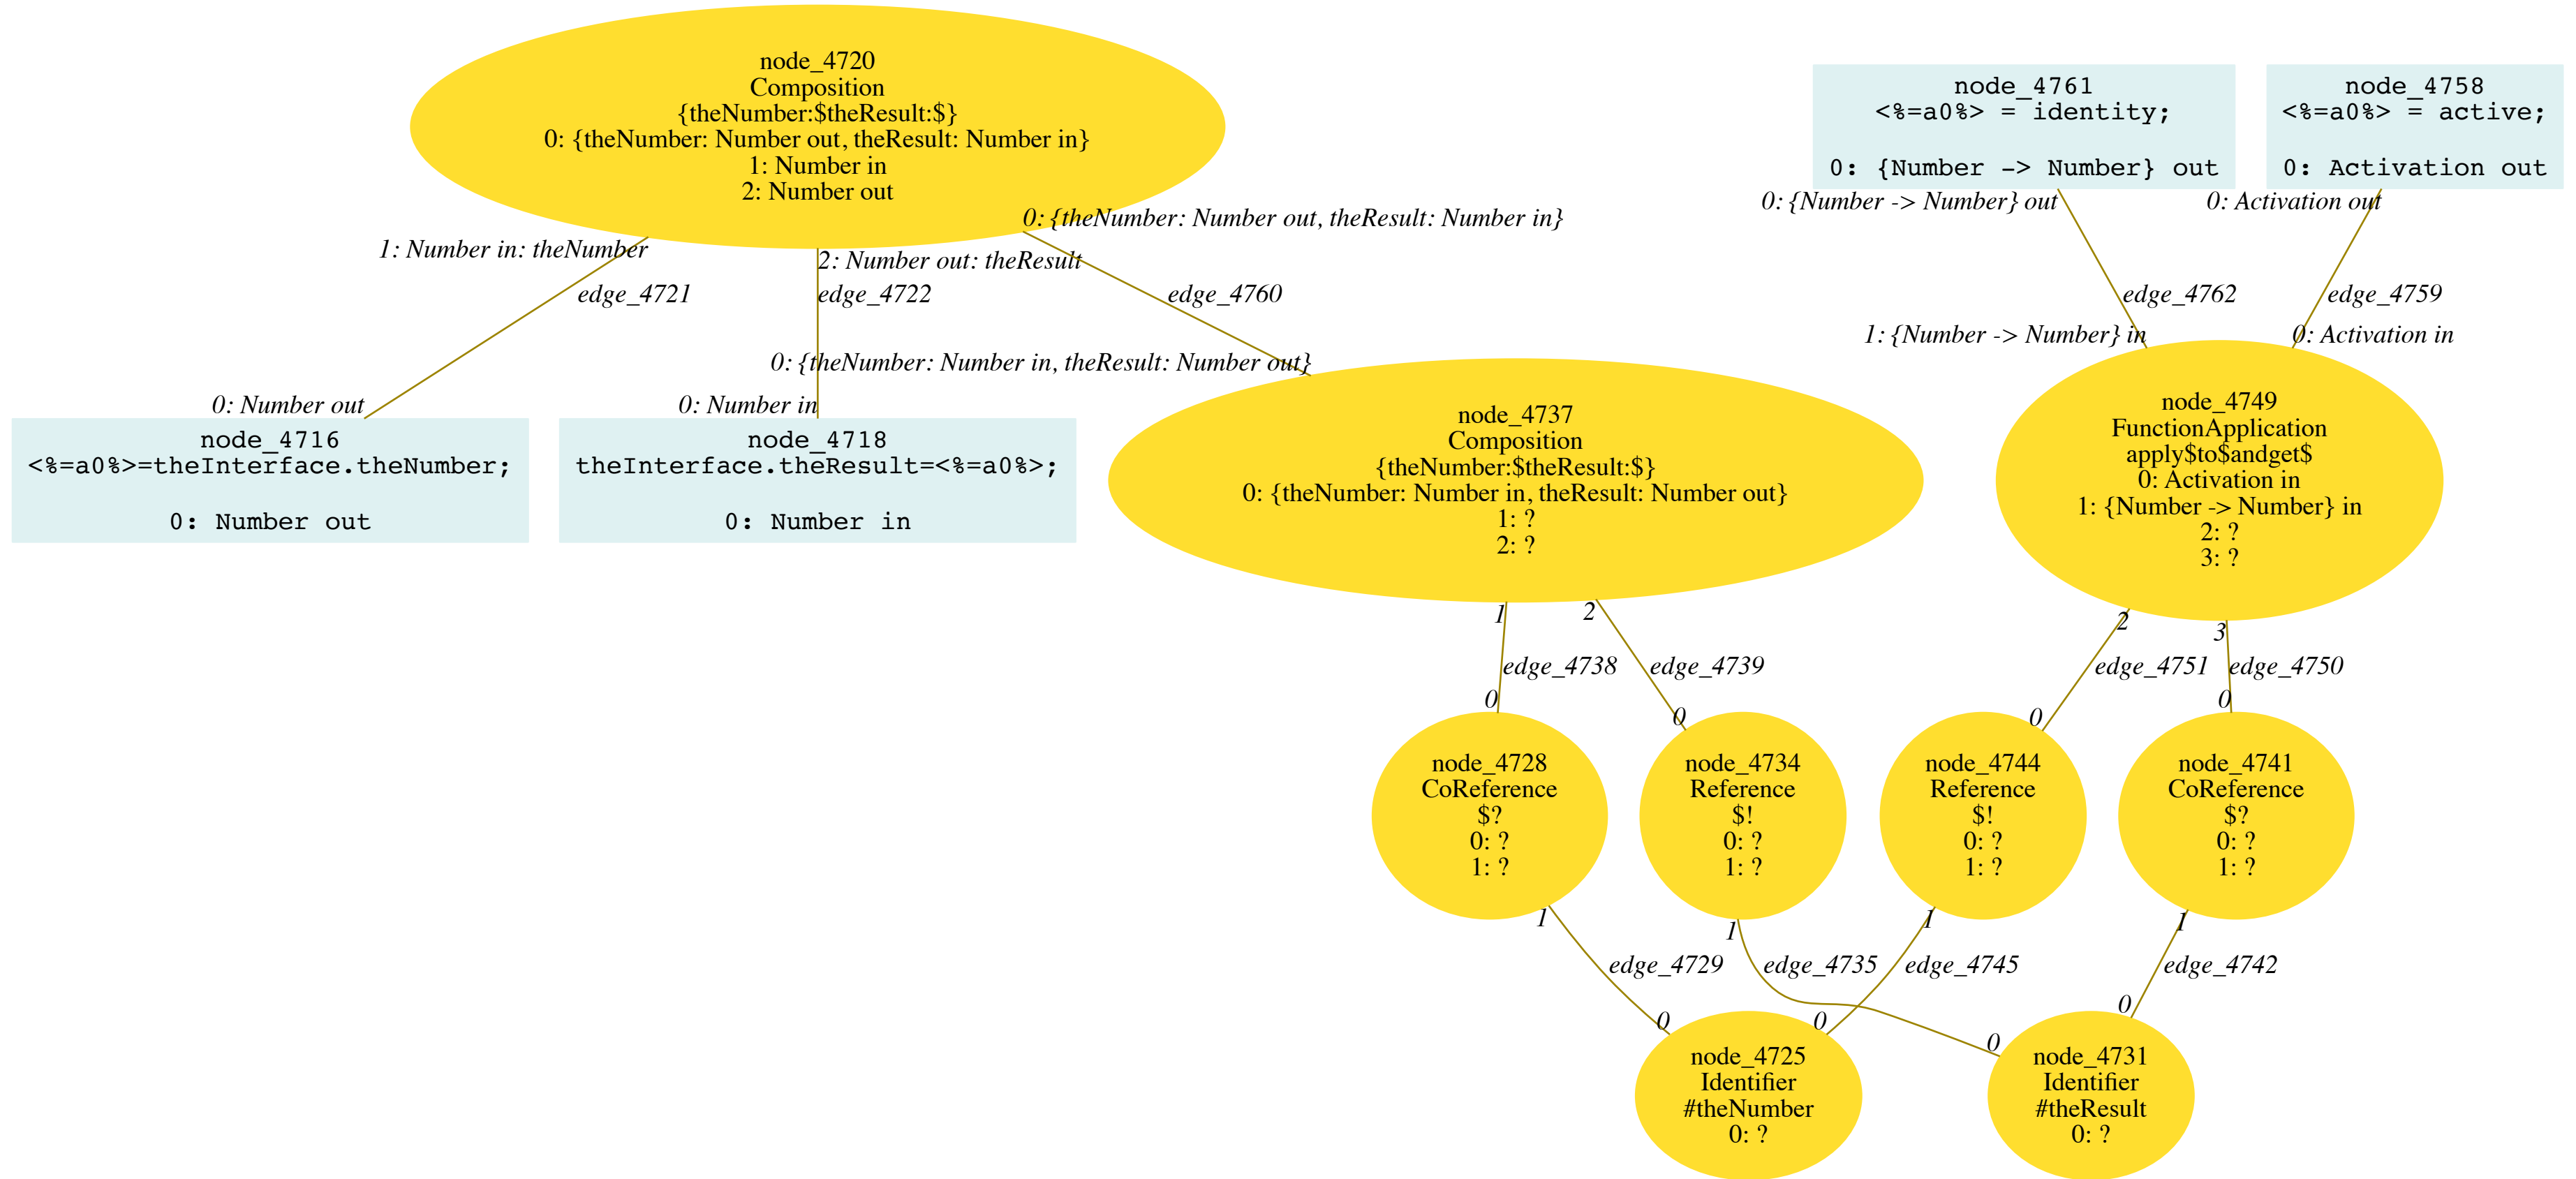 node_4720
Composition
{theNumber:$theResult:$}
0: {theNumber: Number out, theResult: Number in}
1: Number in
2: Number out
node_4761
<%=a0%> = identity;
0: {Number -> Number} out
node_4758
<%=a0%> = active;
0: Activation out
0: {theNumber: Number out, theResult: Number in}
1: Number in: theNumber
2: Number out: theResult
0: {Number -> Number} out
0: Activation out
edge_4721
edge_4722
edge_4760
edge_4762
edge_4759
0: {theNumber: Number in, theResult: Number out}
1: {Number -> Number} in
0: Activation in
0: Number out
0: Number in
node_4716
<%=a0%>=theInterface.theNumber;
0: Number out
node_4718
theInterface.theResult=<%=a0%>;
0: Number in
node_4737
Composition
{theNumber:$theResult:$}
0: {theNumber: Number in, theResult: Number out}
1: ?
2: ?
node_4749
FunctionApplication
apply$to$andget$
0: Activation in
1: {Number -> Number} in
2: ?
3: ?
1
2
2
3
edge_4738
edge_4739
edge_4751
edge_4750
0
0
0
0
node_4728
CoReference
$?
0: ?
1: ?
node_4734
Reference
$!
0: ?
1: ?
node_4744
Reference
$!
0: ?
1: ?
node_4741
CoReference
$?
0: ?
1: ?
1
1
1
1
edge_4729
edge_4735
edge_4745
edge_4742
0
0
0
0
node_4725
Identifier
#theNumber
0: ?
node_4731
Identifier
#theResult
0: ?